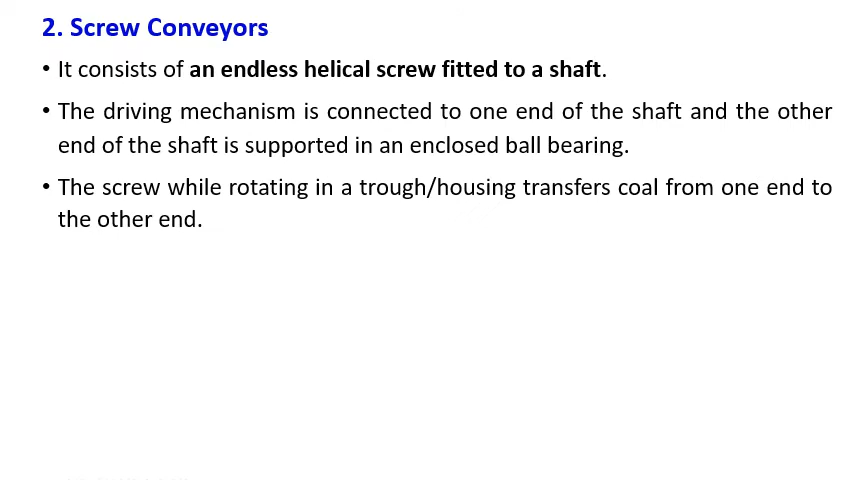 2. Screw Conveyors
• It consists of an endless helical screw fitted to a shaft.
• The driving mechanism is connected to one end of the shaft and the other
end of the shaft is supported in an enclosed ball bearing.
• The screw while rotating in a trough/housing transfers coal from one end to
the other end.